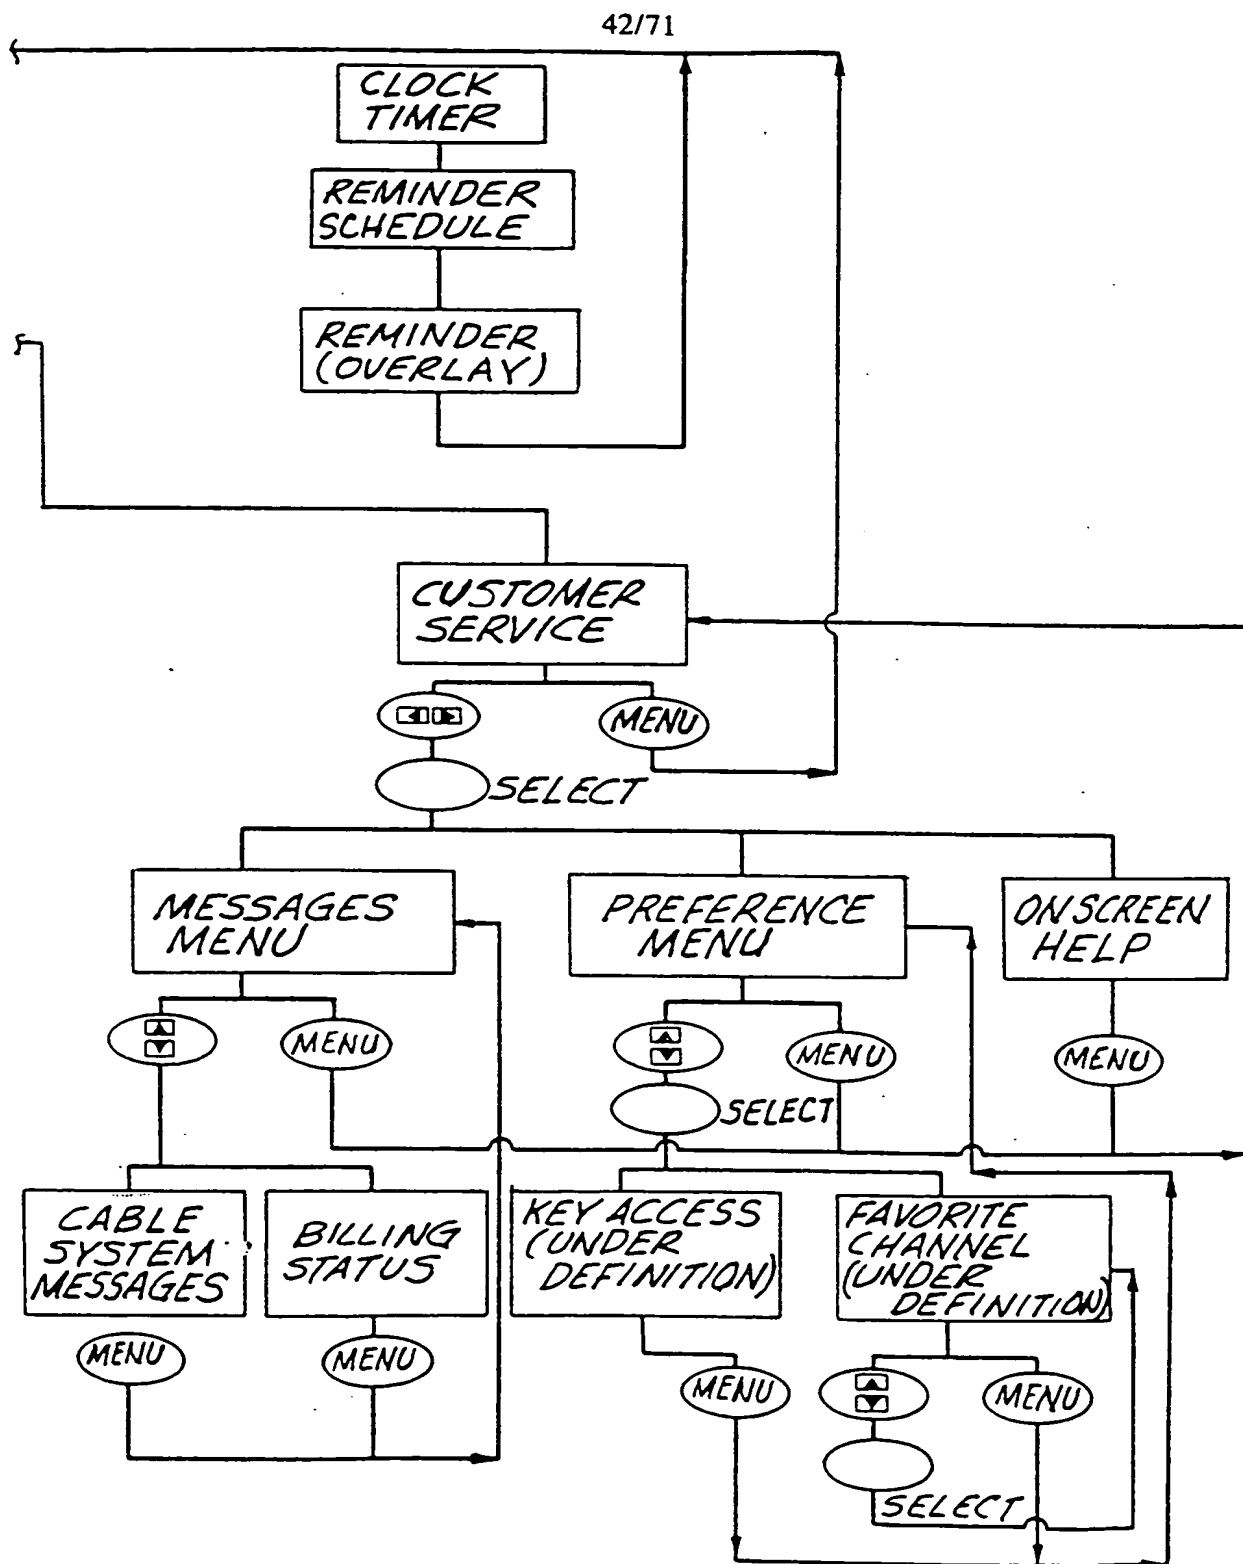 42/71
CLOCK
TIMER
REMINDER
SCHEDULE
REMINDER
(OVERLAY)
CUSTOMER
SERVICE
MENU
SELECT
MESSAGES
MENU
PREFERENCE
MENU
ON SCREEN
HELP
MENU
MENU
MENU
SELECT
CABLE
SYSTEM
MESSAGES
BILLING
STATUS
KEY ACCESS
(UNDER
DEFINITION)
FAVORITE
CHANNEL
(UNDER
DEFINITION)
MENU
MENU
MENU
MENU
SELECT